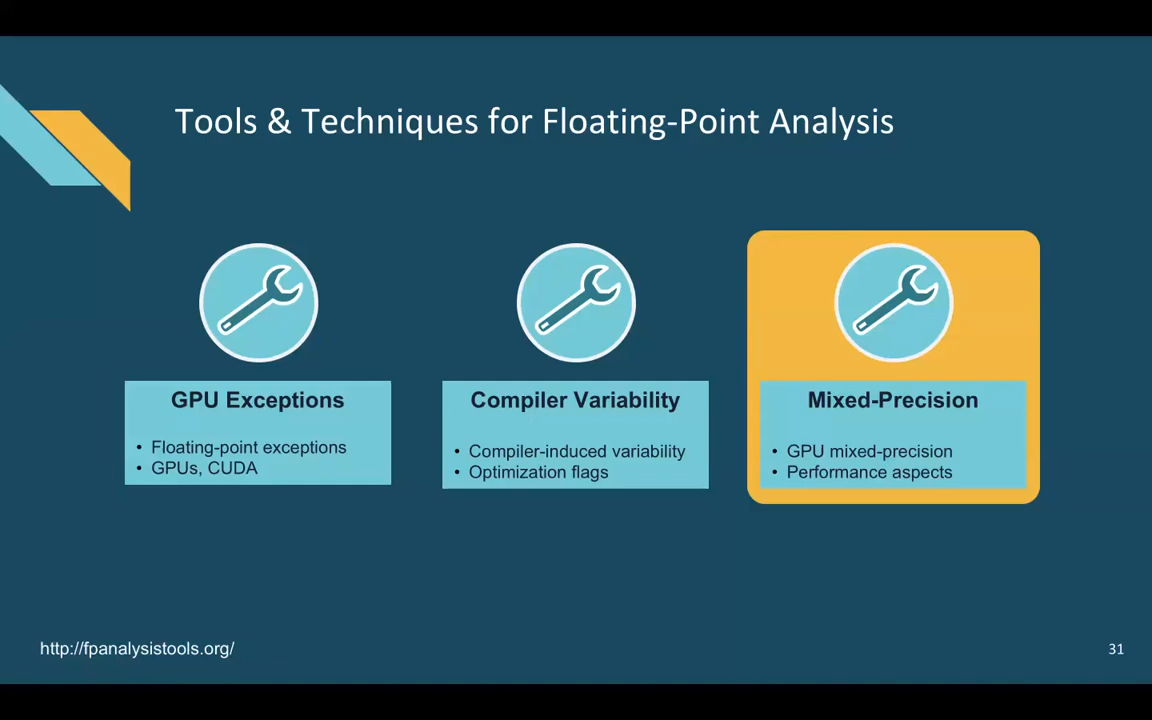 Tools & Techniques for Floating-Point Analysis
GPU Exceptions
• Floating-point exceptions
• GPUs, CUDA
Compiler Variability
• Compiler-induced variability
• Optimization flags
Mixed-Precision
• GPU mixed-precision
• Performance aspects
http://fpanalysistools.org/
31